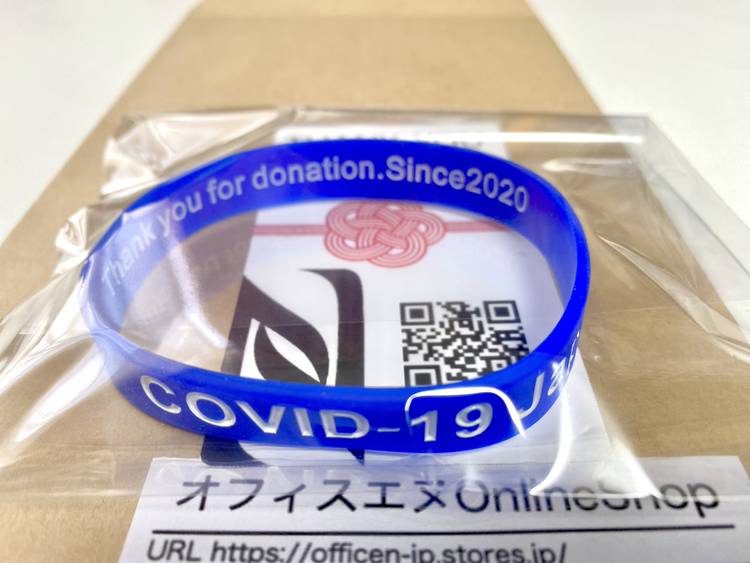 Thank you for donation.Since2020
COVID-19
オフィスエヌOnlineShop
URL https://officen-jp.stores.jp/